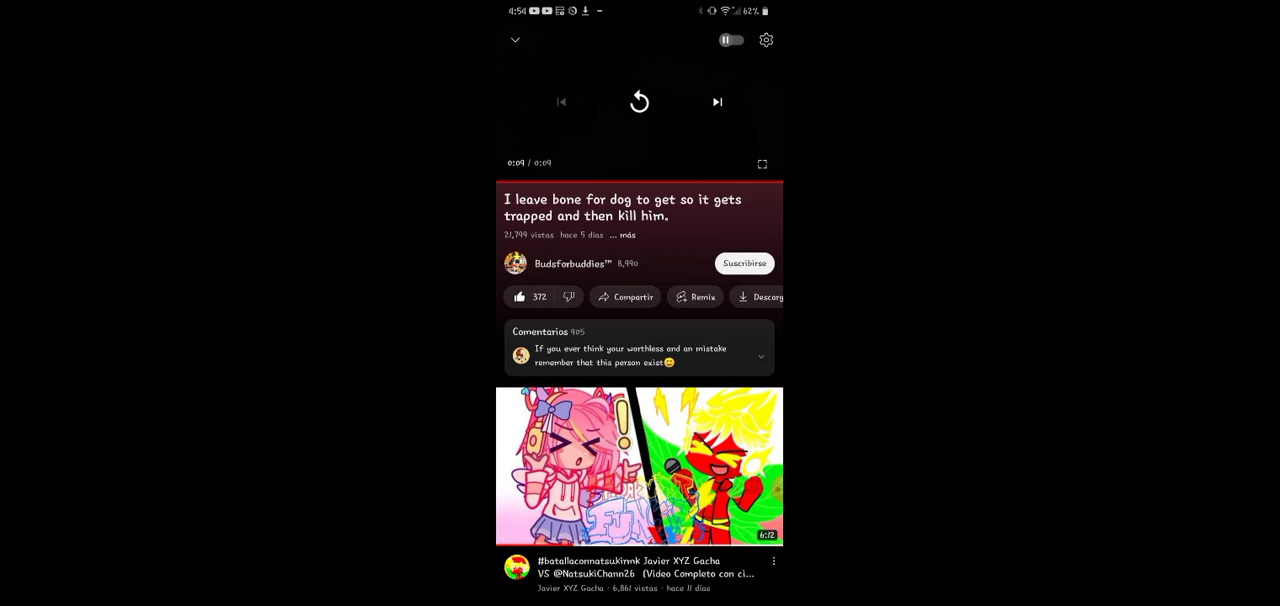 4:54
62%
0:09 / 0:09
I leave bone for dog to get so it gets
trapped and then kill him.
21,799 vistas hace 5 días ... más
Budsforbuddies™ 8,990
Suscribirse
372
Compartir
Remix
Descarg
Comentarios 905
If you ever think your worthless and an mistake
remember that this person exist😄
6:12
#batallaconnatsukirmk Javier XYZ Gacha
VS @NatsukiChann26 (Video Completo con ci...
Javier XYZ Gacha · 6,861 vistas · hace 11 días